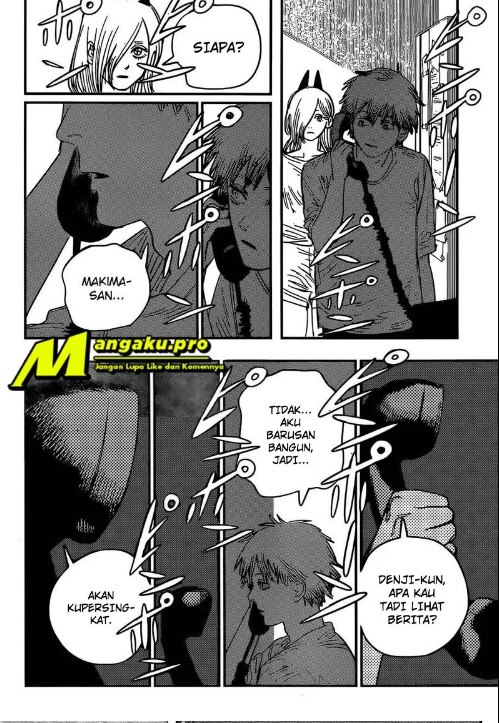 SIAPA?
MAKIMA-
SAN...
Mangaku.pro
Jangan Lupa Like dan Komennya
DENJI-KUN,
APA KAU
TADI LIHAT
BERITA?
TIDAK...
AKU
BARUSAN
BANGUN,
JADI...
AKAN
KUPERSING-
KAT.